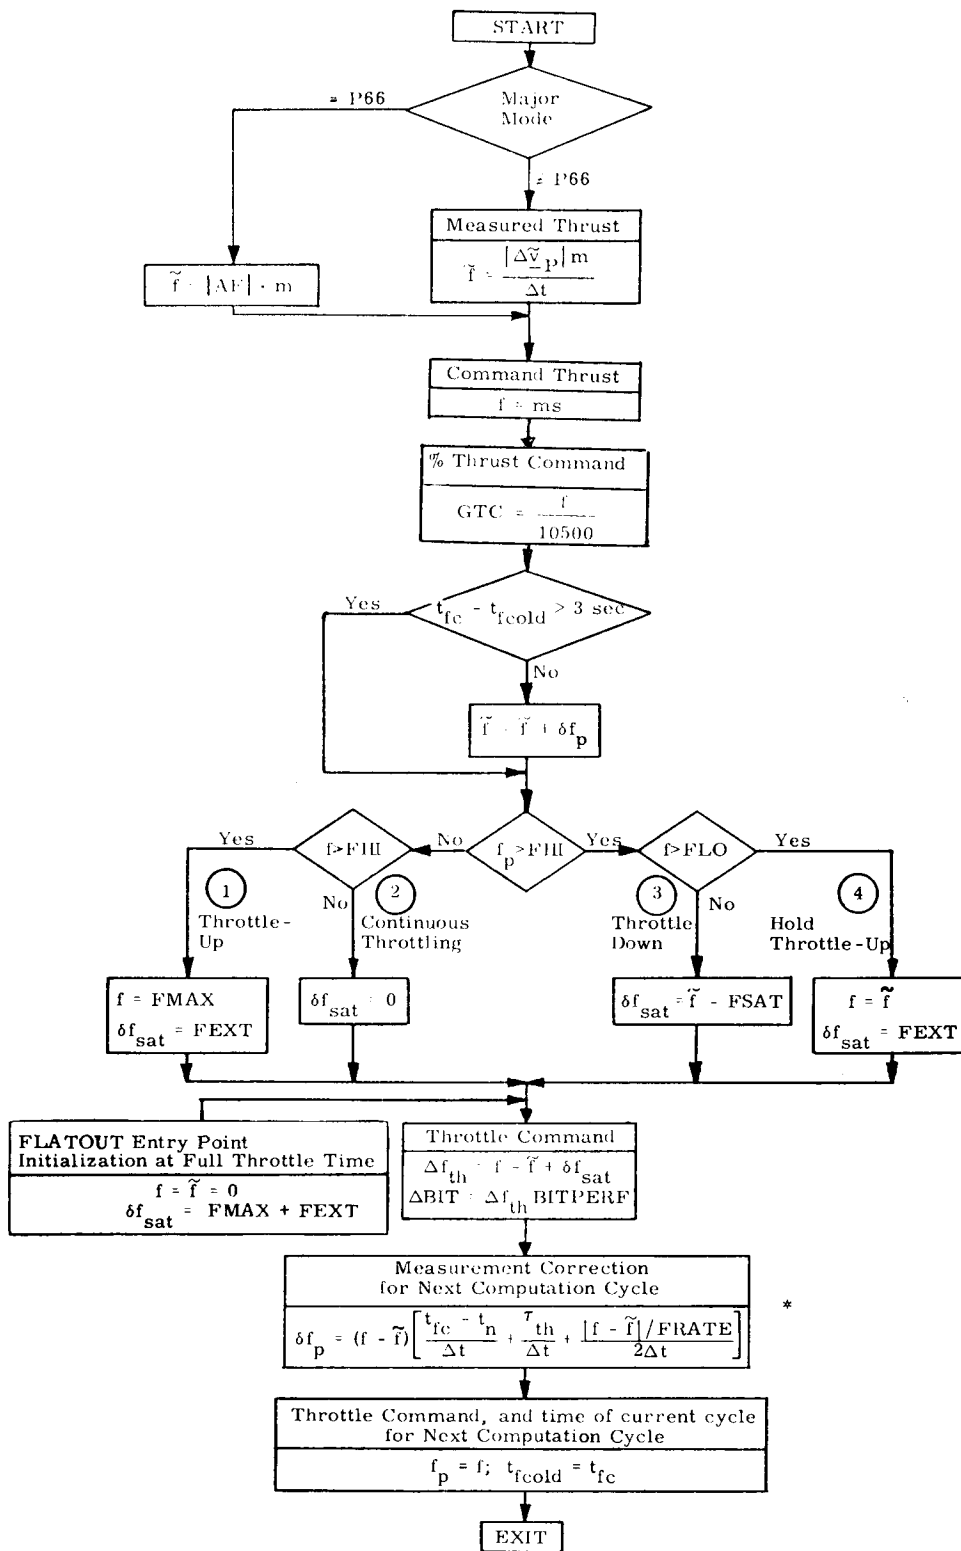 START
Major
Mode
= P66
≠ P66
Measured Thrust
f̃ = |Δṽ_p| m / Δt
f̃ = |AF| · m
Command Thrust
f = ms
% Thrust Command
GTC = f / 10500
Yes
t_fc - t_fcold > 3 sec
No
f̃ = f̃ + δf_p
Yes
f>FHI
No
f_p >FHI
Yes
f>FLO
Yes
1
Throttle-
Up
No
2
Continuous
Throttling
3
Throttle
Down
No
Hold
Throttle-Up
4
f = FMAX
δf_sat = FEXT
δf_sat = 0
δf_sat = f̃ - FSAT
f = f̃
δf_sat = FEXT
FLATOUT Entry Point
Initialization at Full Throttle Time
f = f̃ = 0
δf_sat = FMAX + FEXT
Throttle Command
Δf_th = f - f̃ + δf_sat
ΔBIT = Δf_th BITPERF
Measurement Correction
for Next Computation Cycle
δf_p = (f - f̃) [ (t_fc - t_n) / Δt + τ_th / Δt + |f - f̃| /FRATE / 2Δt ]
*
Throttle Command, and time of current cycle
for Next Computation Cycle
f_p = f; t_fcold = t_fc
EXIT